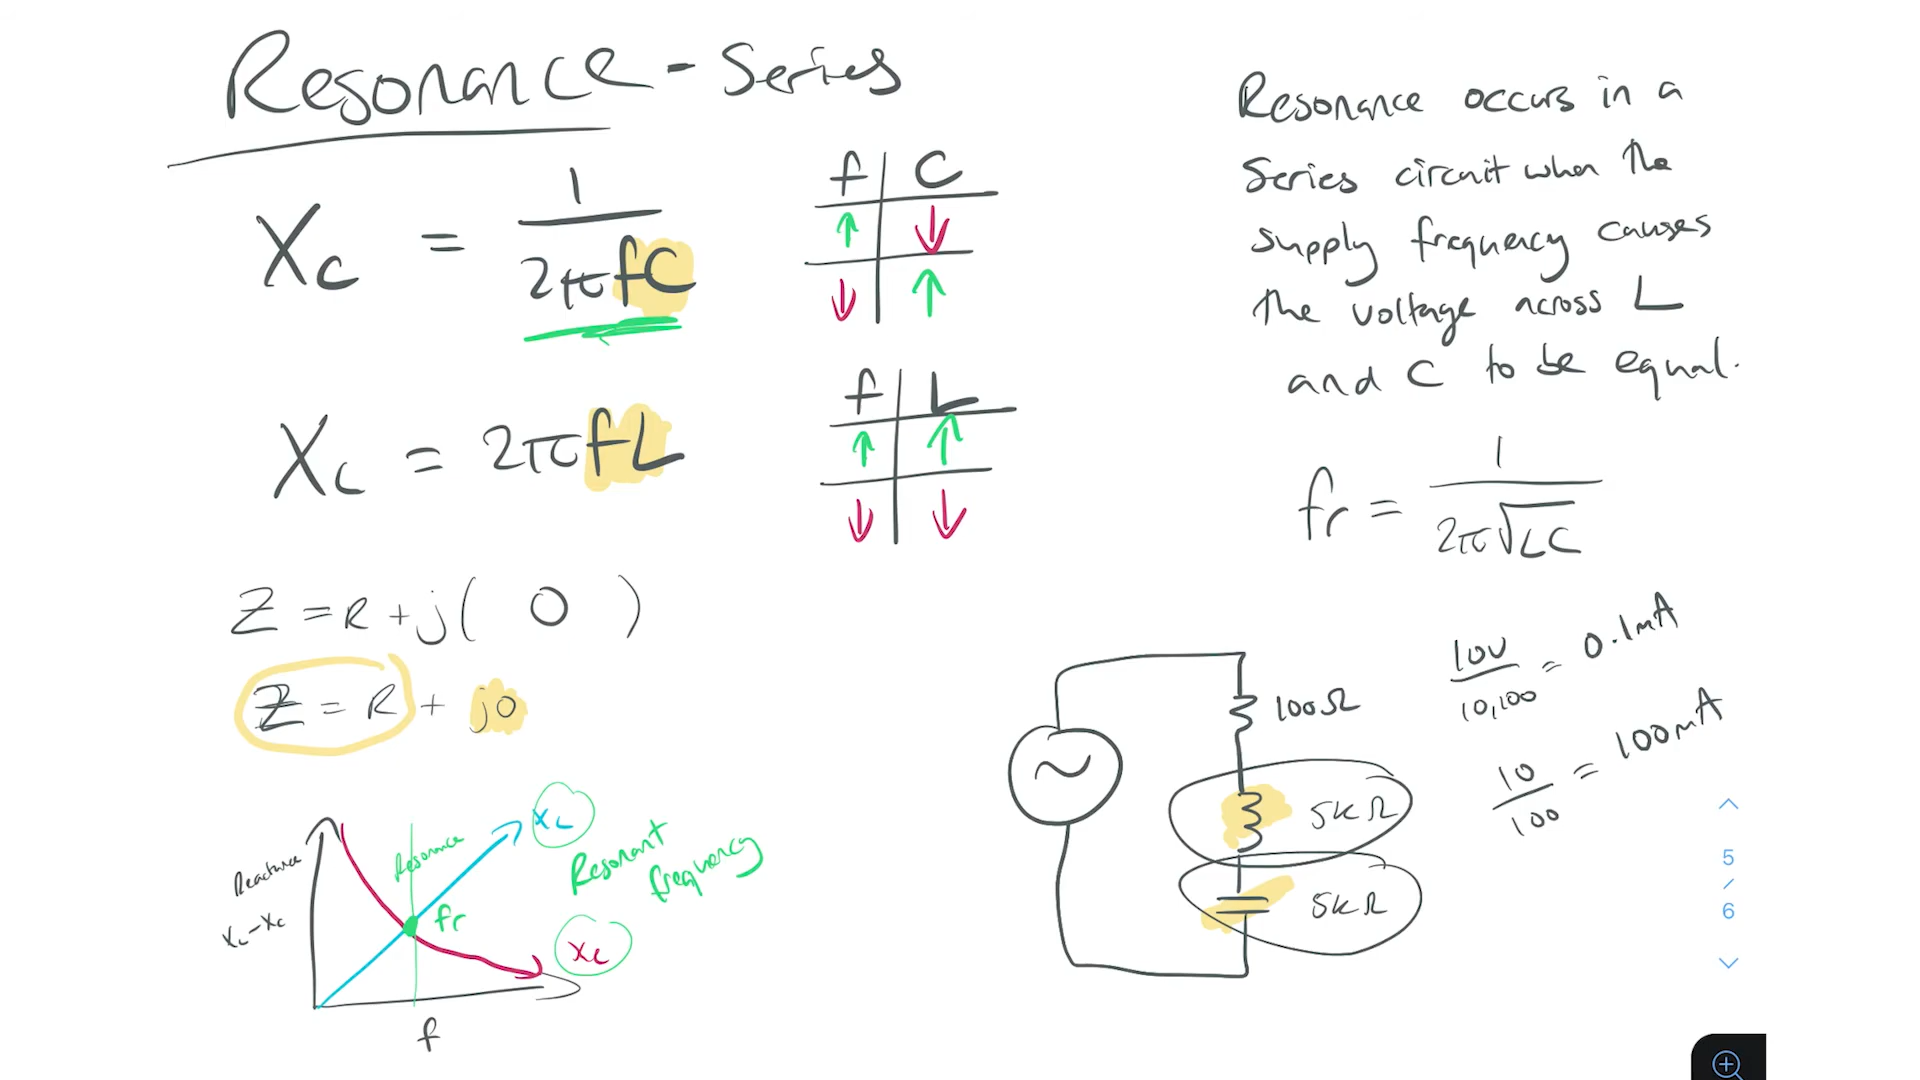 Resonance - Series
Xc = 1 / 2πfC
f | C
↑ | ↓
↓ | ↑
XL = 2πfL
f | L
↑ | ↑
↓ | ↓
Z = R + j( 0 )
Z = R + j0
Reactance
XL-XC
Resonance
XL
fr
Resonant
frequency
Xc
f
Resonance occurs in a
Series circuit when the
supply frequency causes
the voltage across L
and C to be equal.
fr = 1 / 2π√LC
10V / 10,100 = 0.1mA
10 / 100 = 100mA
100Ω
5kΩ
5kΩ
5
/
6